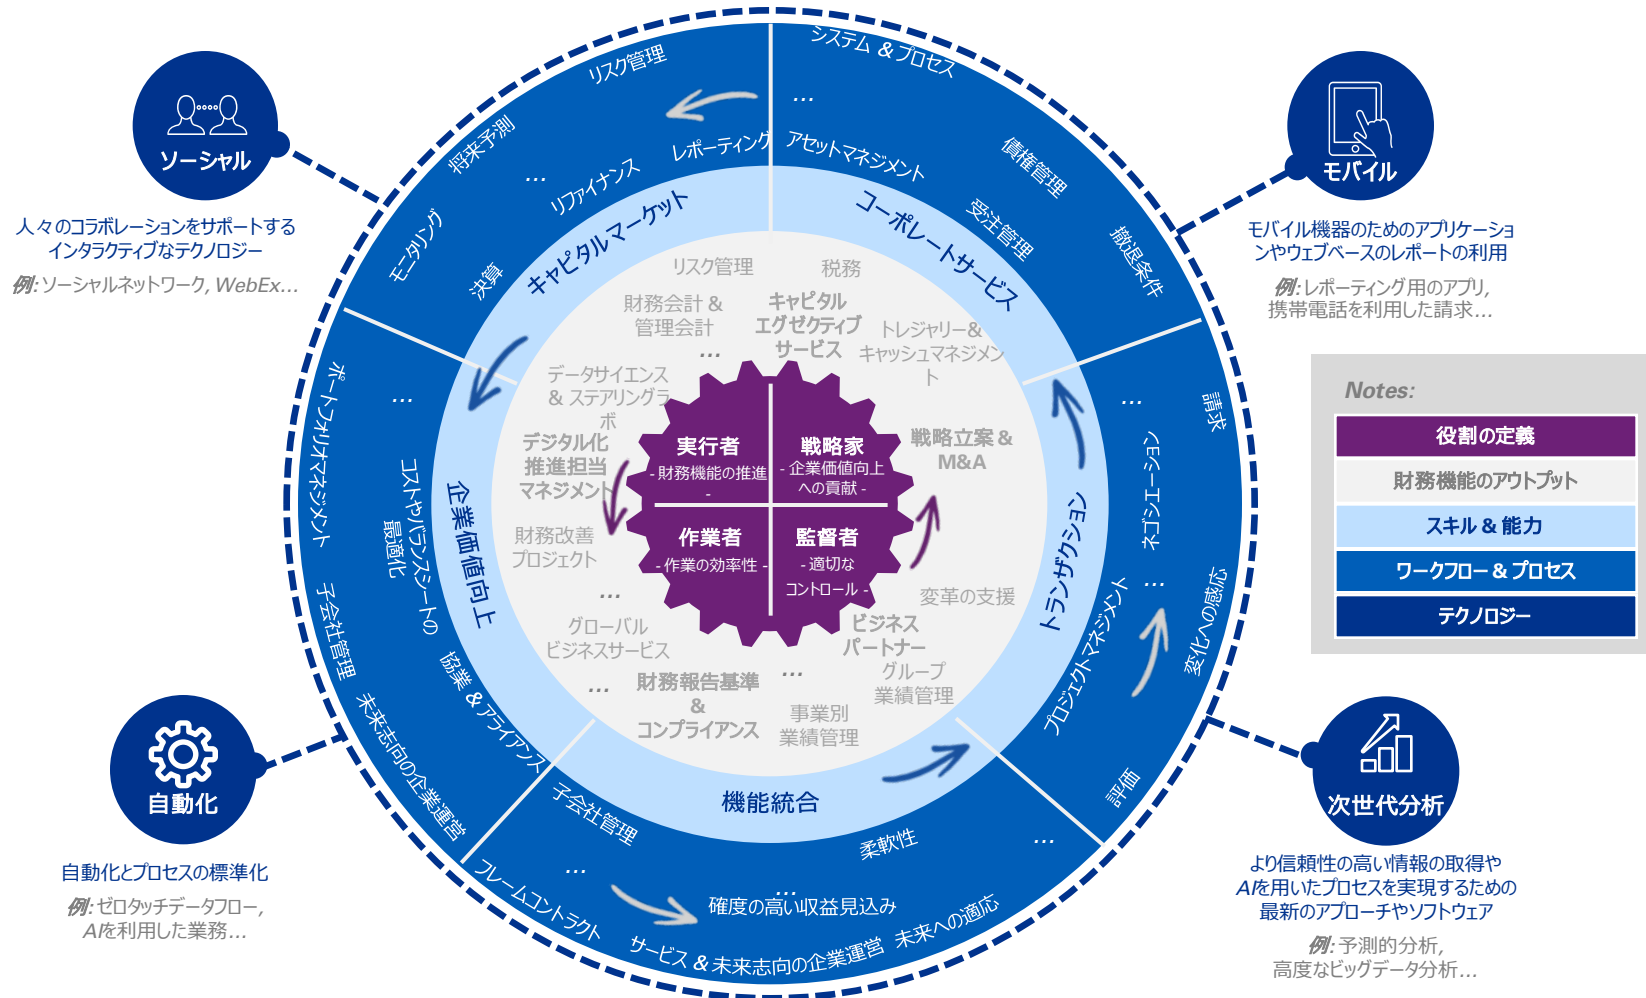 ソーシャル
人々のコラボレーションをサポートする
インタラクティブなテクノロジー
例:ソーシャルネットワーク, WebEx...
モバイル
モバイル機器のためのアプリケーショ
ンやウェブベースのレポートの利用
例:レポーティング用のアプリ,
携帯電話を利用した請求...
自動化
自動化とプロセスの標準化
例:ゼロタッチデータフロー,
AIを利用した業務...
次世代分析
より信頼性の高い情報の取得や
AIを用いたプロセスを実現するための
最新のアプローチやソフトウェア
例:予測的分析,
高度なビッグデータ分析...
Notes:
役割の定義
財務機能のアウトプット
スキル & 能力
ワークフロー & プロセス
テクノロジー
リスク管理
将来予測
モニタリング
...
レポーティング
リファイナンス
決算
キャピタルマーケット
システム & プロセス
...
債権管理
撤退条件
アセットマネジメント
受注管理
コーポレートサービス
請求
...
ネゴシエーション
変化への感応
...
プロジェクトマネジメント
評価
トランザクション
子会社管理
...
フレームコントラクト
柔軟性
...
...
確度の高い収益見込み
サービス & 未来志向の企業運営
未来への適応
機能統合
ポートフォリオマネジメント
...
コストやバランスシートの
最適化
子会社管理
協業 & アライアンス
未来志向の企業運営
企業価値向上
リスク管理
税務
財務会計 &
管理会計
...
キャピタル
エグゼクティブ
サービス
トレジャリー&
キャッシュマネジメン
ト
データサイエンス
& ステアリングラ
ボ
デジタル化
推進担当
マネジメント
戦略立案 &
M&A
財務改善
プロジェクト
...
グローバル
ビジネスサービス
...
財務報告基準
&
コンプライアンス
変革の支援
ビジネス
パートナー
...
グループ
業績管理
事業別
業績管理
実行者
- 財務機能の推進
-
戦略家
- 企業価値向上
への貢献 -
作業者
- 作業の効率性 -
監督者
- 適切な
コントロール -